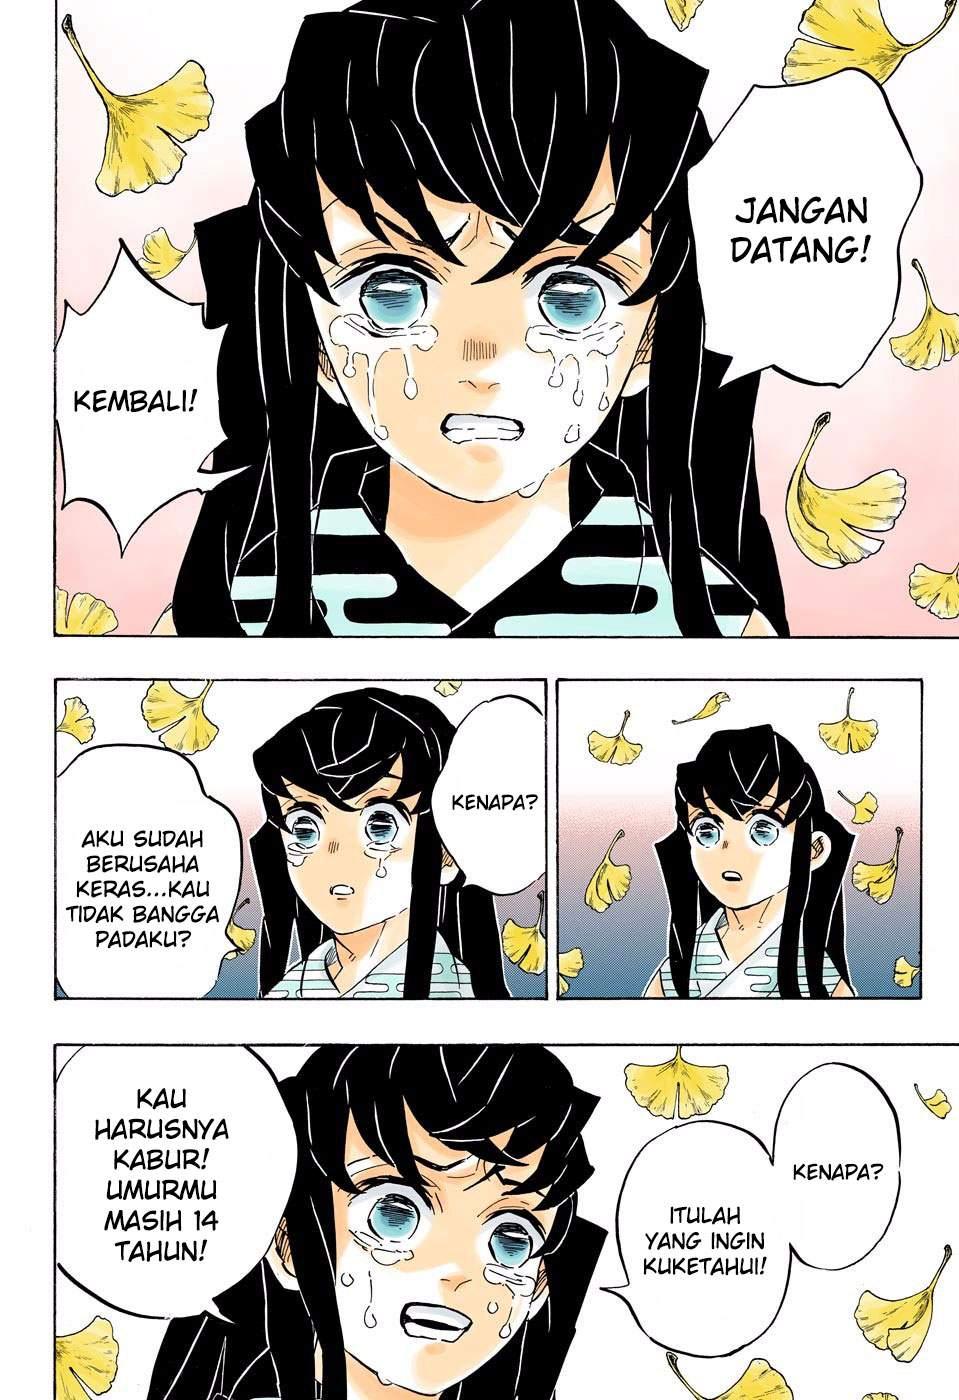 JANGAN
DATANG!
KEMBALI!
KENAPA?
AKU SUDAH
BERUSAHA
KERAS...KAU
TIDAK BANGGA
PADAKU?
KENAPA?
ITULAH
YANG INGIN
KUKETAHUI!
KAU
HARUSNYA
KABUR!
UMURMU
MASIH 14
TAHUN!